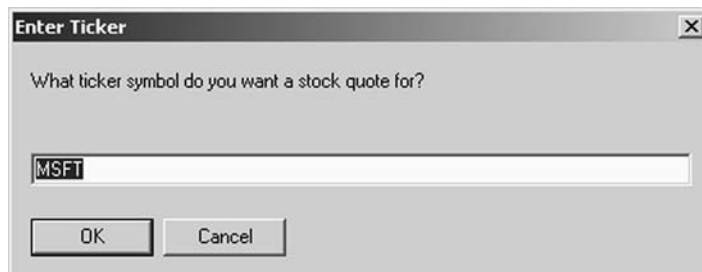 Enter Ticker
What ticker symbol do you want a stock quote for?
MSFT
OK Cancel